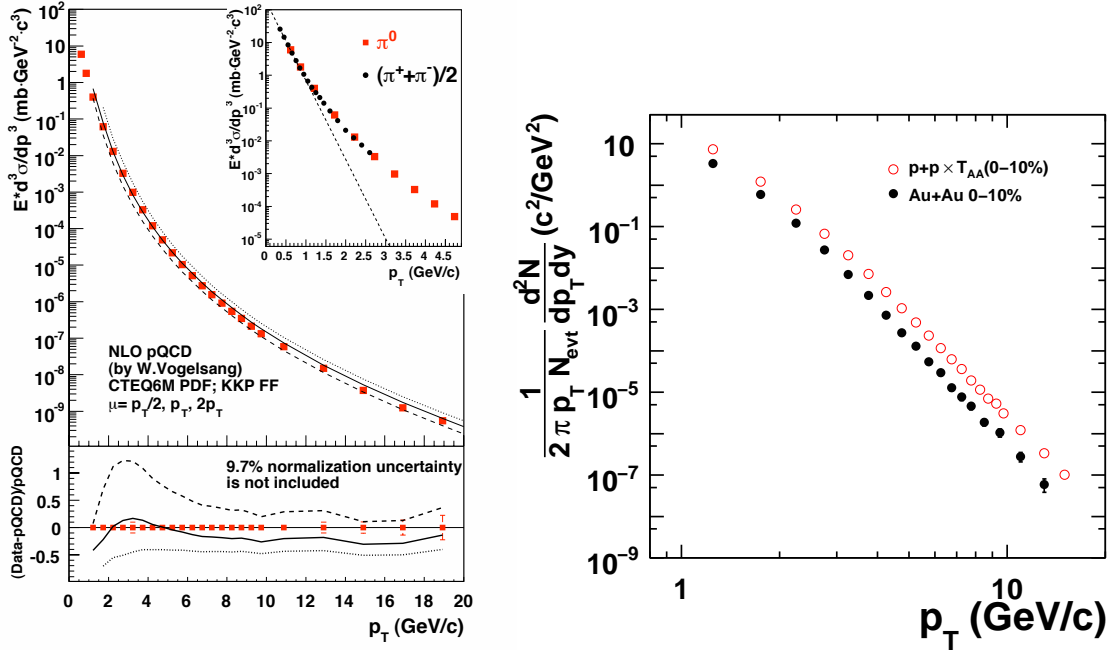 E*d³σ/dp³ (mb·GeV⁻²·c³)
10²
10
1
10⁻¹
10⁻²
10⁻³
10⁻⁴
10⁻⁵
10⁻⁶
10⁻⁷
10⁻⁸
10⁻⁹
NLO pQCD
(by W.Vogelsang)
CTEQ6M PDF; KKP FF
μ= p_T/2, p_T, 2p_T
E*d³σ/dp³ (mb·GeV⁻²·c³)
10²
10
1
10⁻¹
10⁻²
10⁻³
10⁻⁴
10⁻⁵
π⁰
(π⁺+π⁻)/2
0 0.5 1.0 1.5 2.0 2.5 3.0 3.5 4.0 4.5
p_T (GeV/c)
(Data-pQCD)/pQCD
1
0.5
0
-0.5
9.7% normalization uncertainty
is not included
0 2 4 6 8 10 12 14 16 18 20
p_T (GeV/c)
1/(2 π p_T N_evt) d²N/(dp_T dy) (c²/GeV²)
10
10⁻¹
10⁻³
10⁻⁵
10⁻⁷
10⁻⁹
p+p × T_AA(0–10%)
Au+Au 0–10%
1 10
p_T (GeV/c)